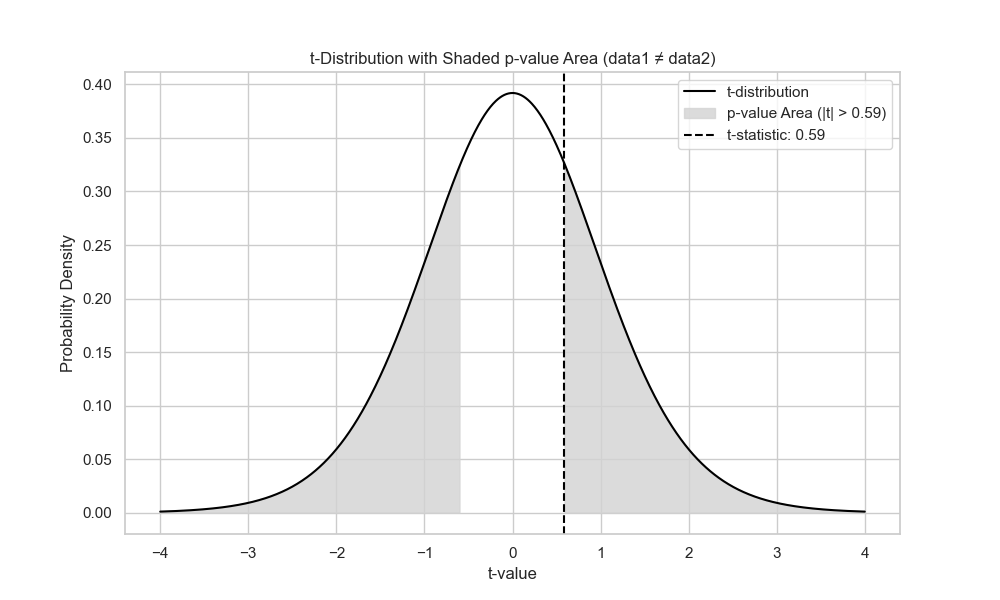 t-Distribution with Shaded p-value Area (data1 ≠ data2)
t-distribution
p-value Area (|t| > 0.59)
t-statistic: 0.59
Probability Density
0.40
0.35
0.30
0.25
0.20
0.15
0.10
0.05
0.00
−4 −3 −2 −1 0 1 2 3 4
t-value